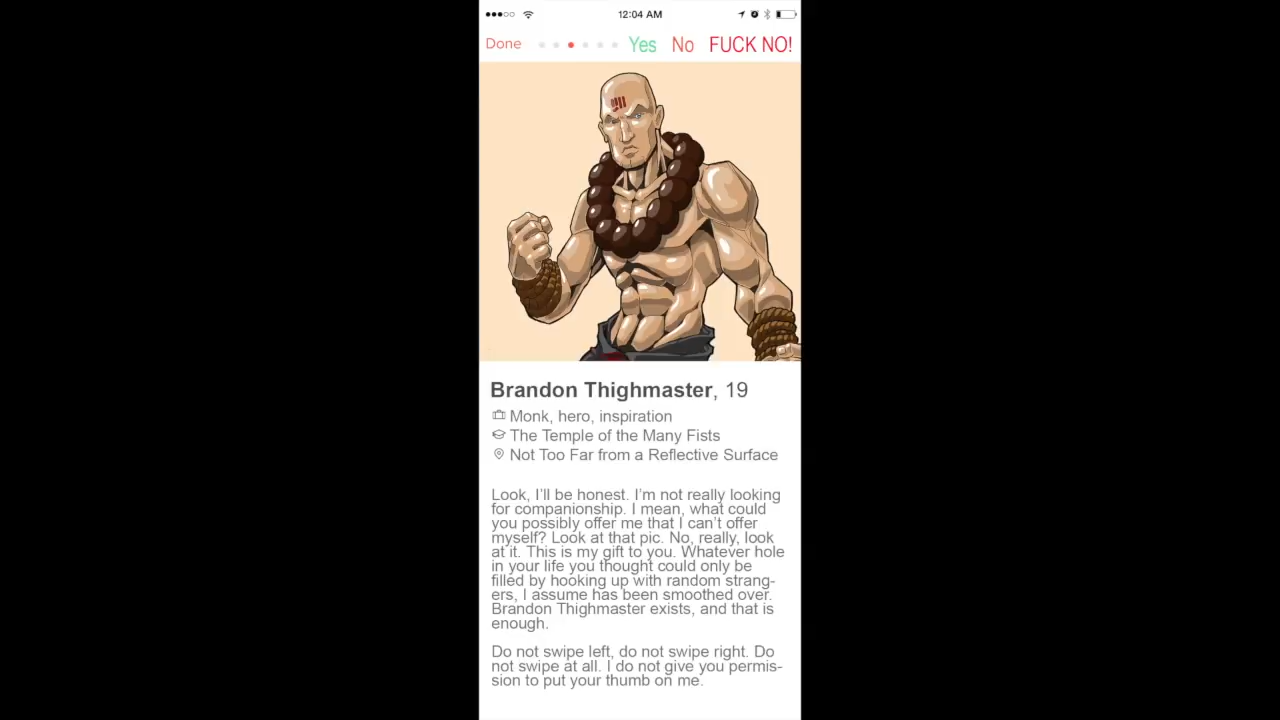 12:04 AM
Done Yes No FUCK NO!
Brandon Thighmaster, 19
Monk, hero, inspiration
The Temple of the Many Fists
Not Too Far from a Reflective Surface
Look, I'll be honest. I'm not really looking
for companionship. I mean, what could
you possibly offer me that I can't offer
myself? Look at that pic. No, really, look
at it. This is my gift to you. Whatever hole
in your life you thought could only be
filled by hooking up with random strang-
ers, I assume has been smoothed over.
Brandon Thighmaster exists, and that is
enough.
Do not swipe left, do not swipe right. Do
not swipe at all. I do not give you permis-
sion to put your thumb on me.